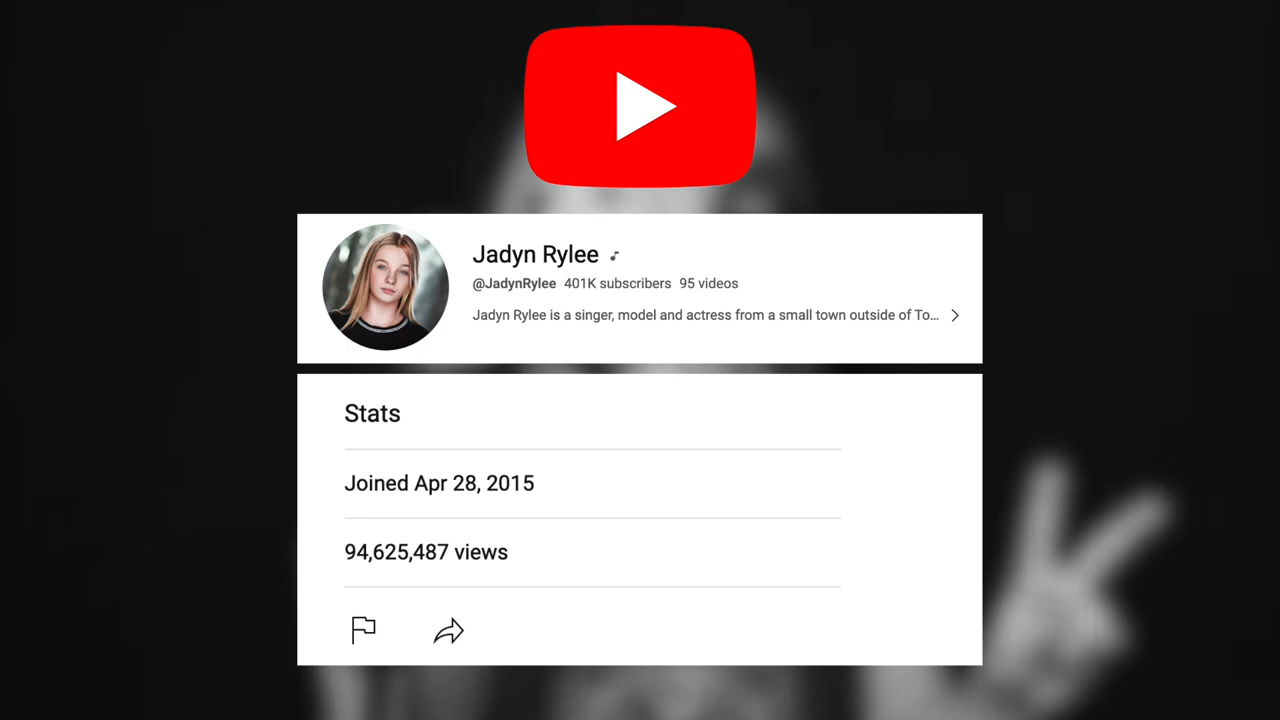 Jadyn Rylee
@JadynRylee 401K subscribers 95 videos
Jadyn Rylee is a singer, model and actress from a small town outside of To...
Stats
Joined Apr 28, 2015
94,625,487 views